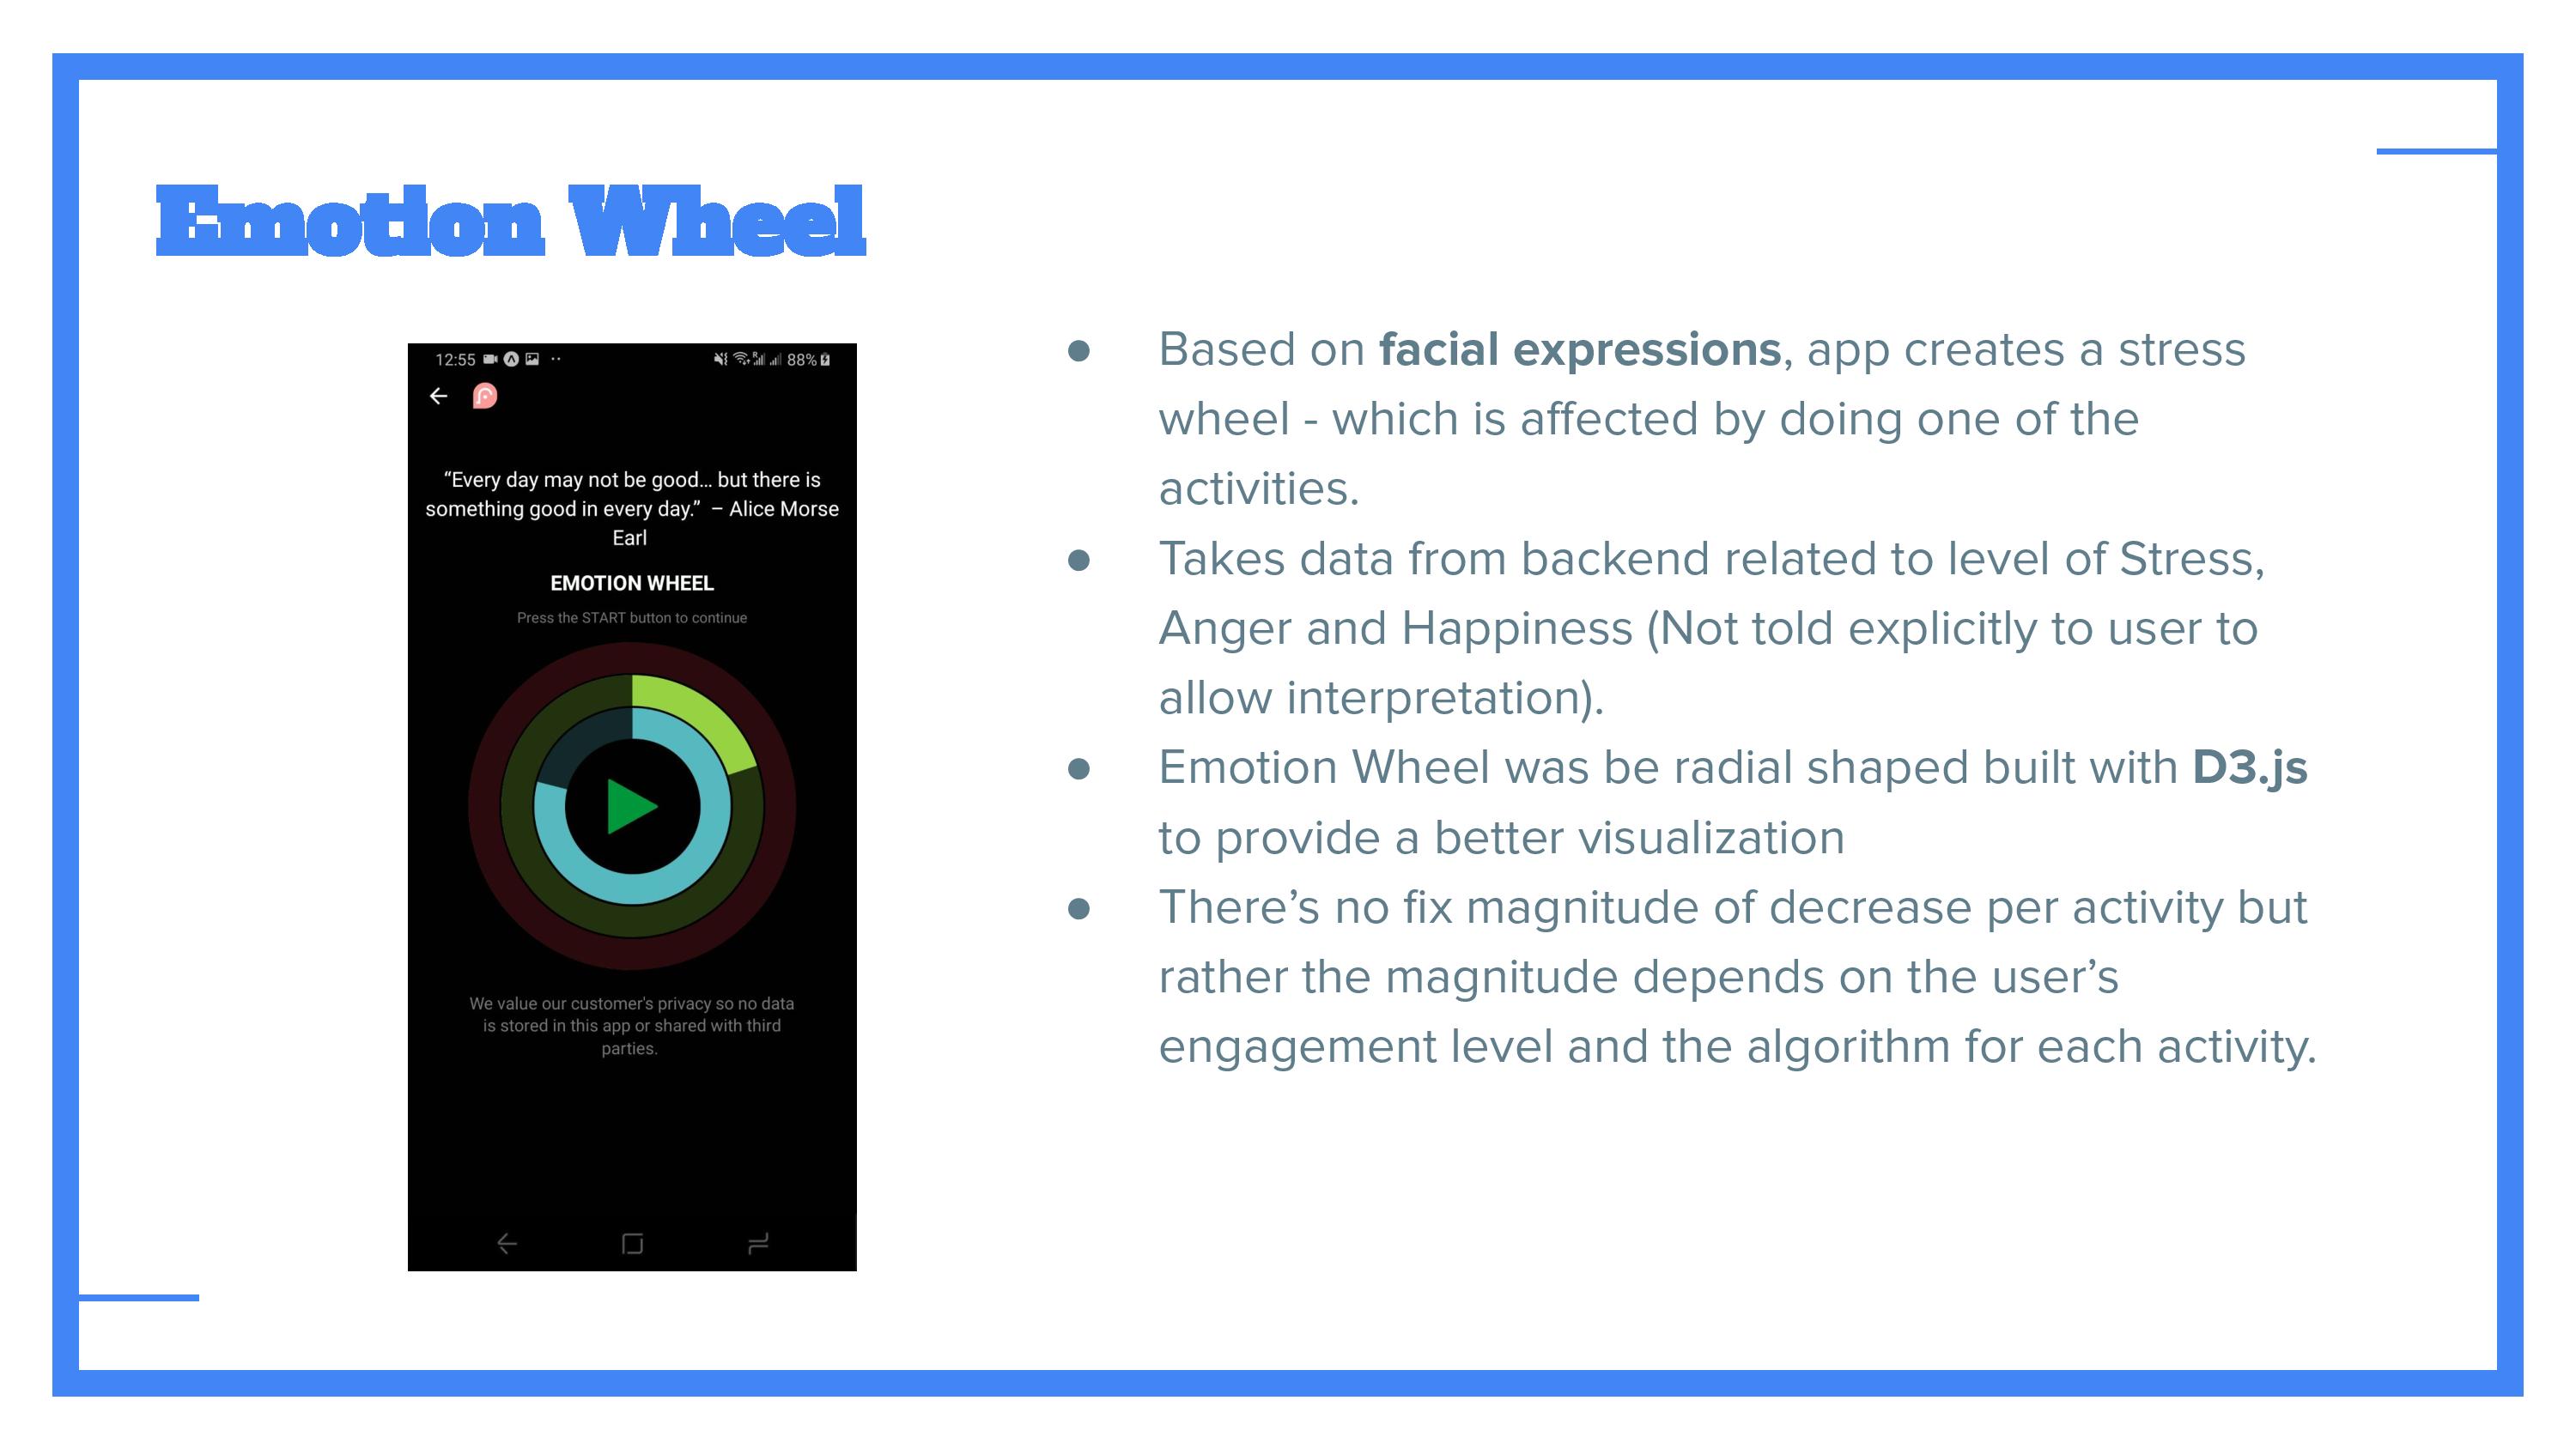 Emotion Wheel
12:55
88%
“Every day may not be good... but there is
something good in every day.”  – Alice Morse
Earl
EMOTION WHEEL
Press the START button to continue
We value our customer's privacy so no data
is stored in this app or shared with third
parties.
● Based on facial expressions, app creates a stress
wheel - which is affected by doing one of the
activities.
● Takes data from backend related to level of Stress,
Anger and Happiness (Not told explicitly to user to
allow interpretation).
● Emotion Wheel was be radial shaped built with D3.js
to provide a better visualization
● There’s no fix magnitude of decrease per activity but
rather the magnitude depends on the user’s
engagement level and the algorithm for each activity.